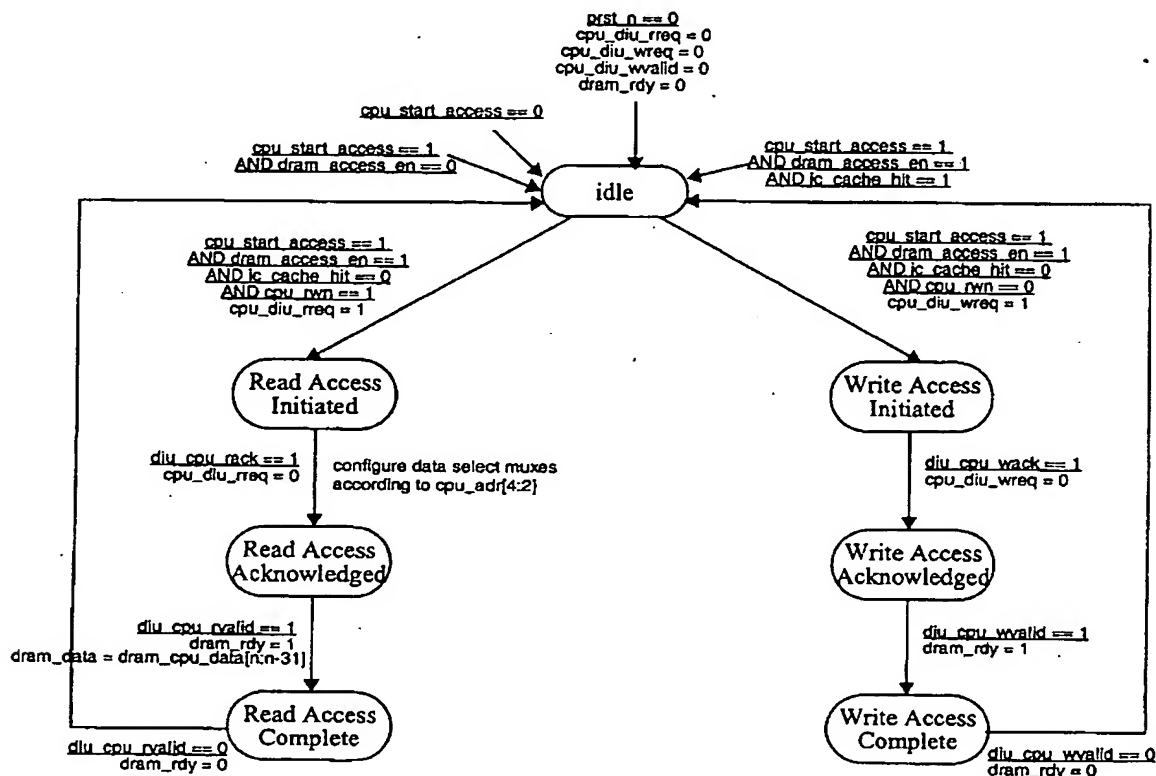 prst_n == 0
cpu_diu_rreq = 0
cpu_diu_wreq = 0
cpu_diu_wvalid = 0
dram_rdy = 0
cpu_start_access == 0
cpu_start_access == 1
AND dram_access_en == 0
cpu_start_access == 1
AND dram_access_en == 1
AND ic_cache_hit == 1
idle
cpu_start_access == 1
AND dram_access_en == 1
AND ic_cache_hit == 0
AND cpu_rwn == 1
cpu_diu_rreq = 1
cpu_start_access == 1
AND dram_access_en == 1
AND ic_cache_hit == 0
AND cpu_rwn == 0
cpu_diu_wreq = 1
Read Access
Initiated
Write Access
Initiated
diu_cpu_rack == 1
cpu_diu_rreq = 0
configure data select muxes
according to cpu_adr[4:2]
diu_cpu_wack == 1
cpu_diu_wreq = 0
Read Access
Acknowledged
Write Access
Acknowledged
diu_cpu_rvalid == 1
dram_rdy = 1
dram_data = dram_cpu_data[n:n-31]
diu_cpu_wvalid == 1
dram_rdy = 1
Read Access
Complete
Write Access
Complete
diu_cpu_rvalid == 0
dram_rdy = 0
diu_cpu_wvalid == 0
dram_rdy = 0